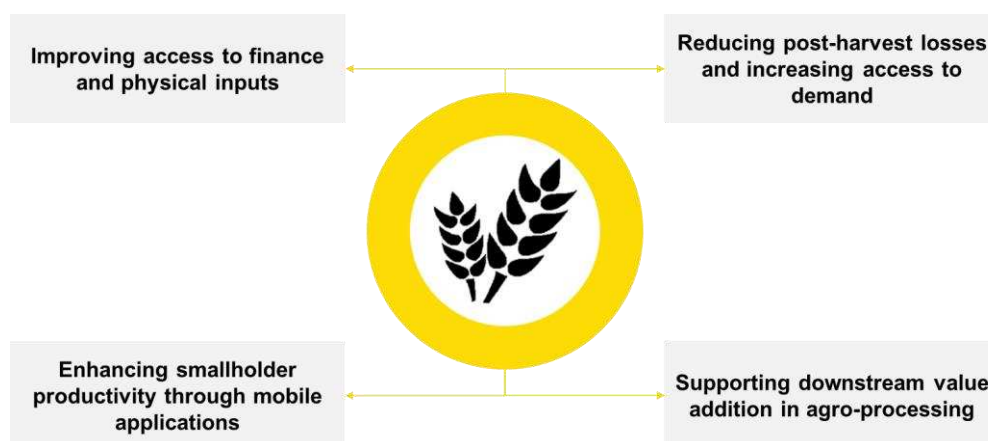 Improving access to finance
and physical inputs
Reducing post-harvest losses
and increasing access to
demand
Enhancing smallholder
productivity through mobile
applications
Supporting downstream value
addition in agro-processing